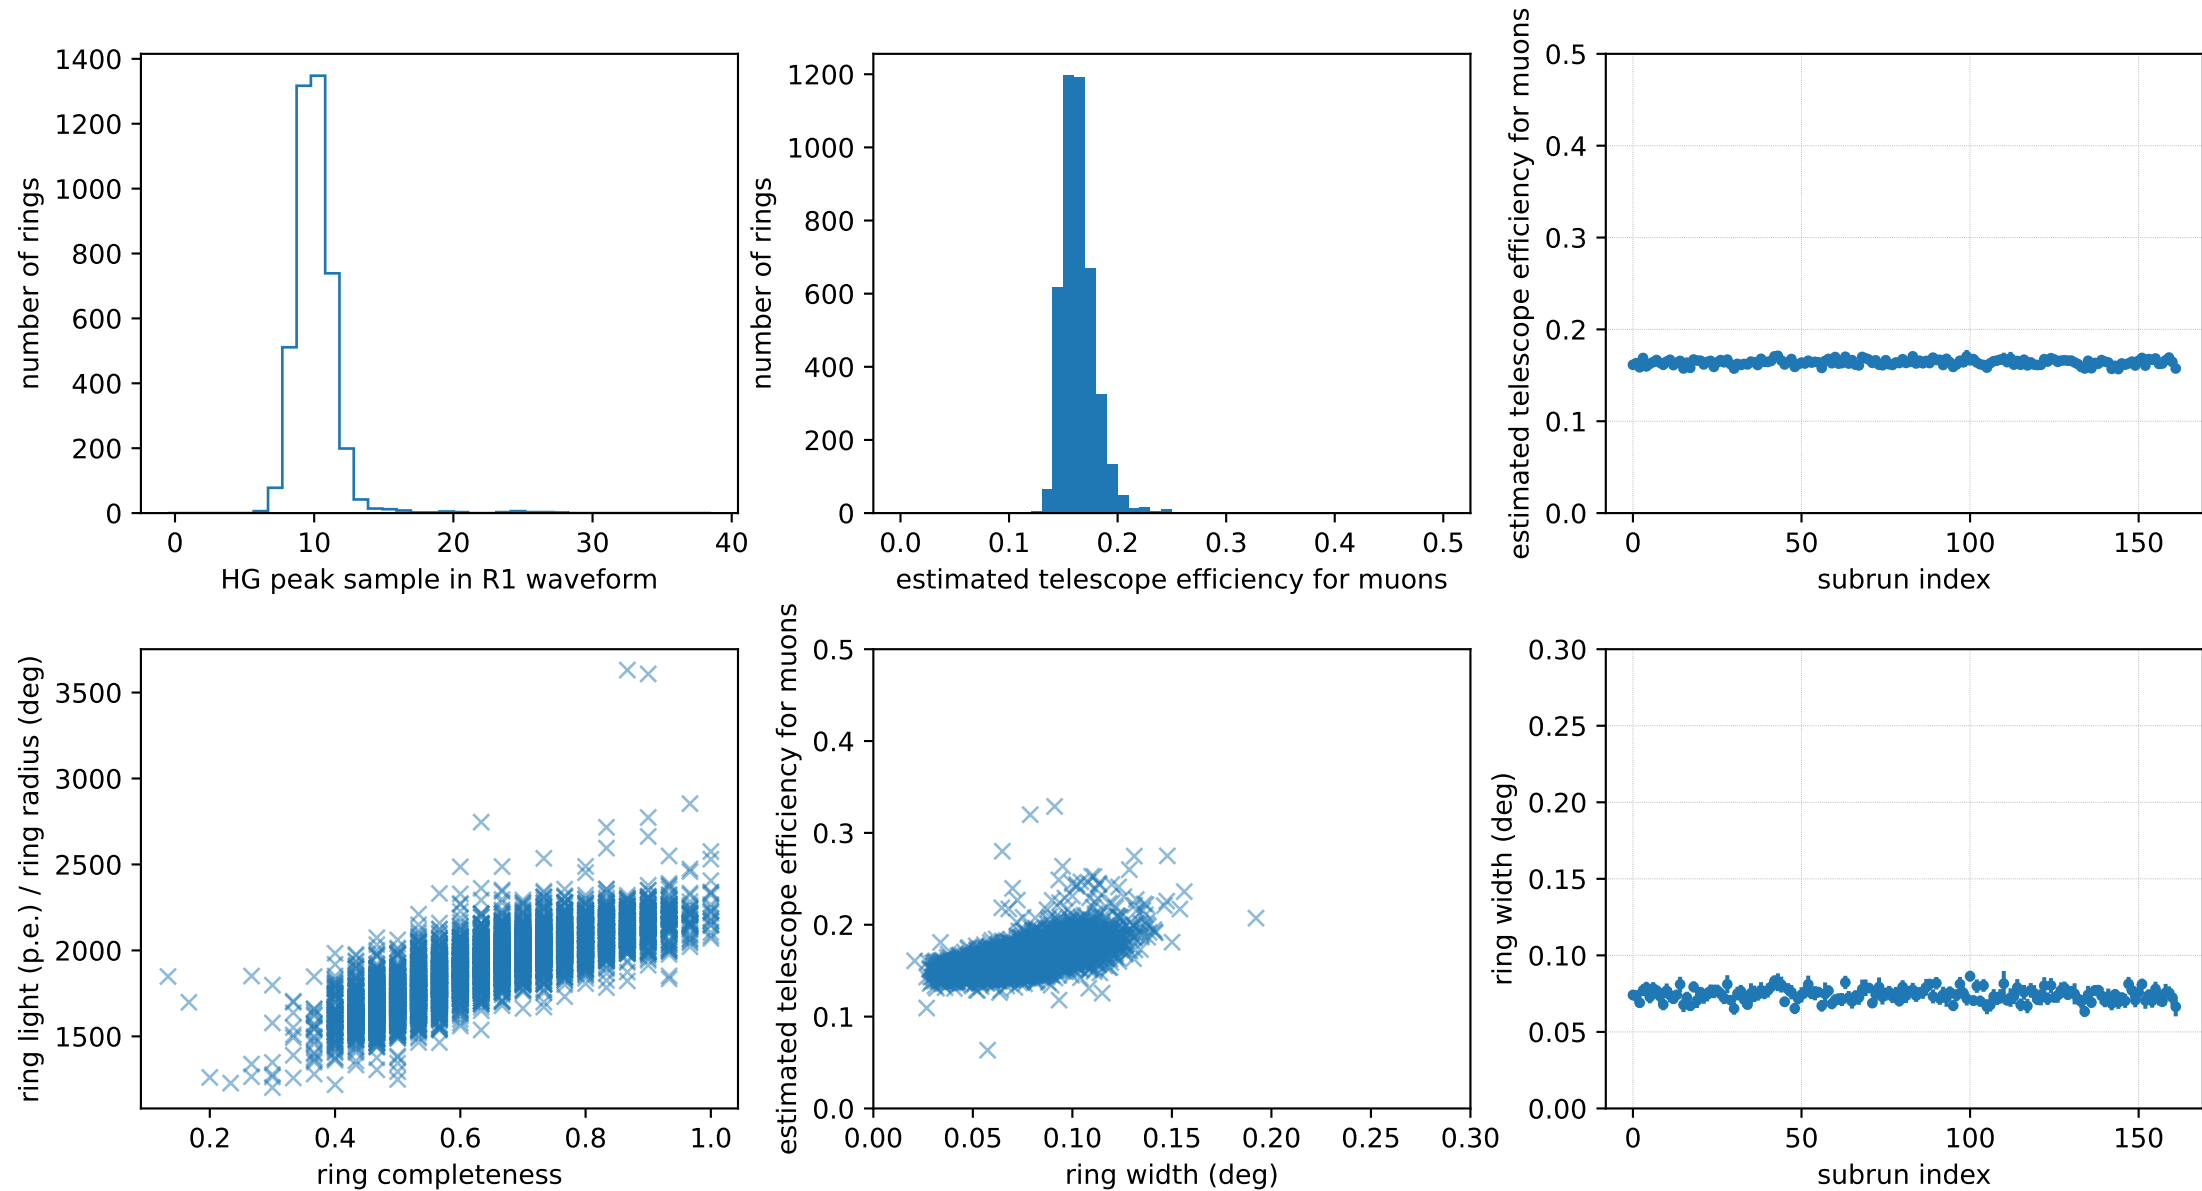 number of rings
1400
1200
1000
800
600
400
200
0
0 10 20 30 40
HG peak sample in R1 waveform
number of rings
1200
1000
800
600
400
200
0
0.0 0.1 0.2 0.3 0.4 0.5
estimated telescope efficiency for muons
estimated telescope efficiency for muons
0.5
0.4
0.3
0.2
0.1
0.0
0 50 100 150
subrun index
ring light (p.e.) / ring radius (deg)
3500
3000
2500
2000
1500
0.2 0.4 0.6 0.8 1.0
ring completeness
estimated telescope efficiency for muons
0.5
0.4
0.3
0.2
0.1
0.0
0.00 0.05 0.10 0.15 0.20 0.25 0.30
ring width (deg)
ring width (deg)
0.30
0.25
0.20
0.15
0.10
0.05
0.00
0 50 100 150
subrun index